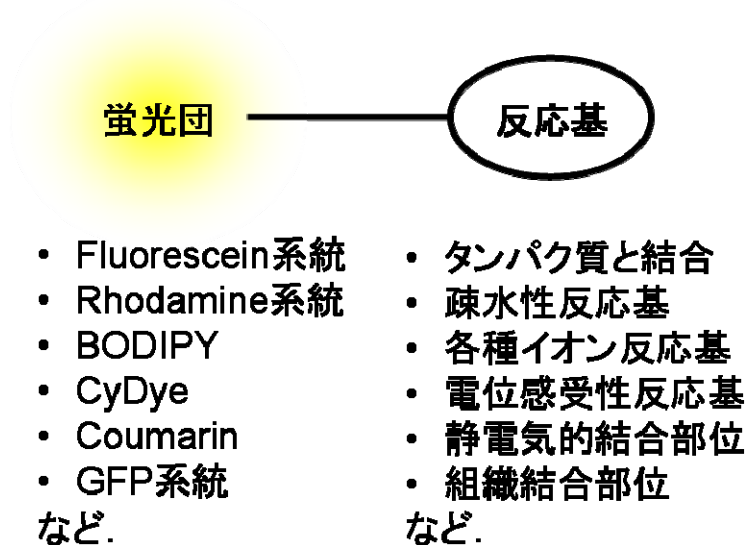 蛍光団
反応基
• Fluorescein系統
• Rhodamine系統
• BODIPY
• CyDye
• Coumarin
• GFP系統
など.
• タンパク質と結合
• 疎水性反応基
• 各種イオン反応基
• 電位感受性反応基
• 静電気的結合部位
• 組織結合部位
など.